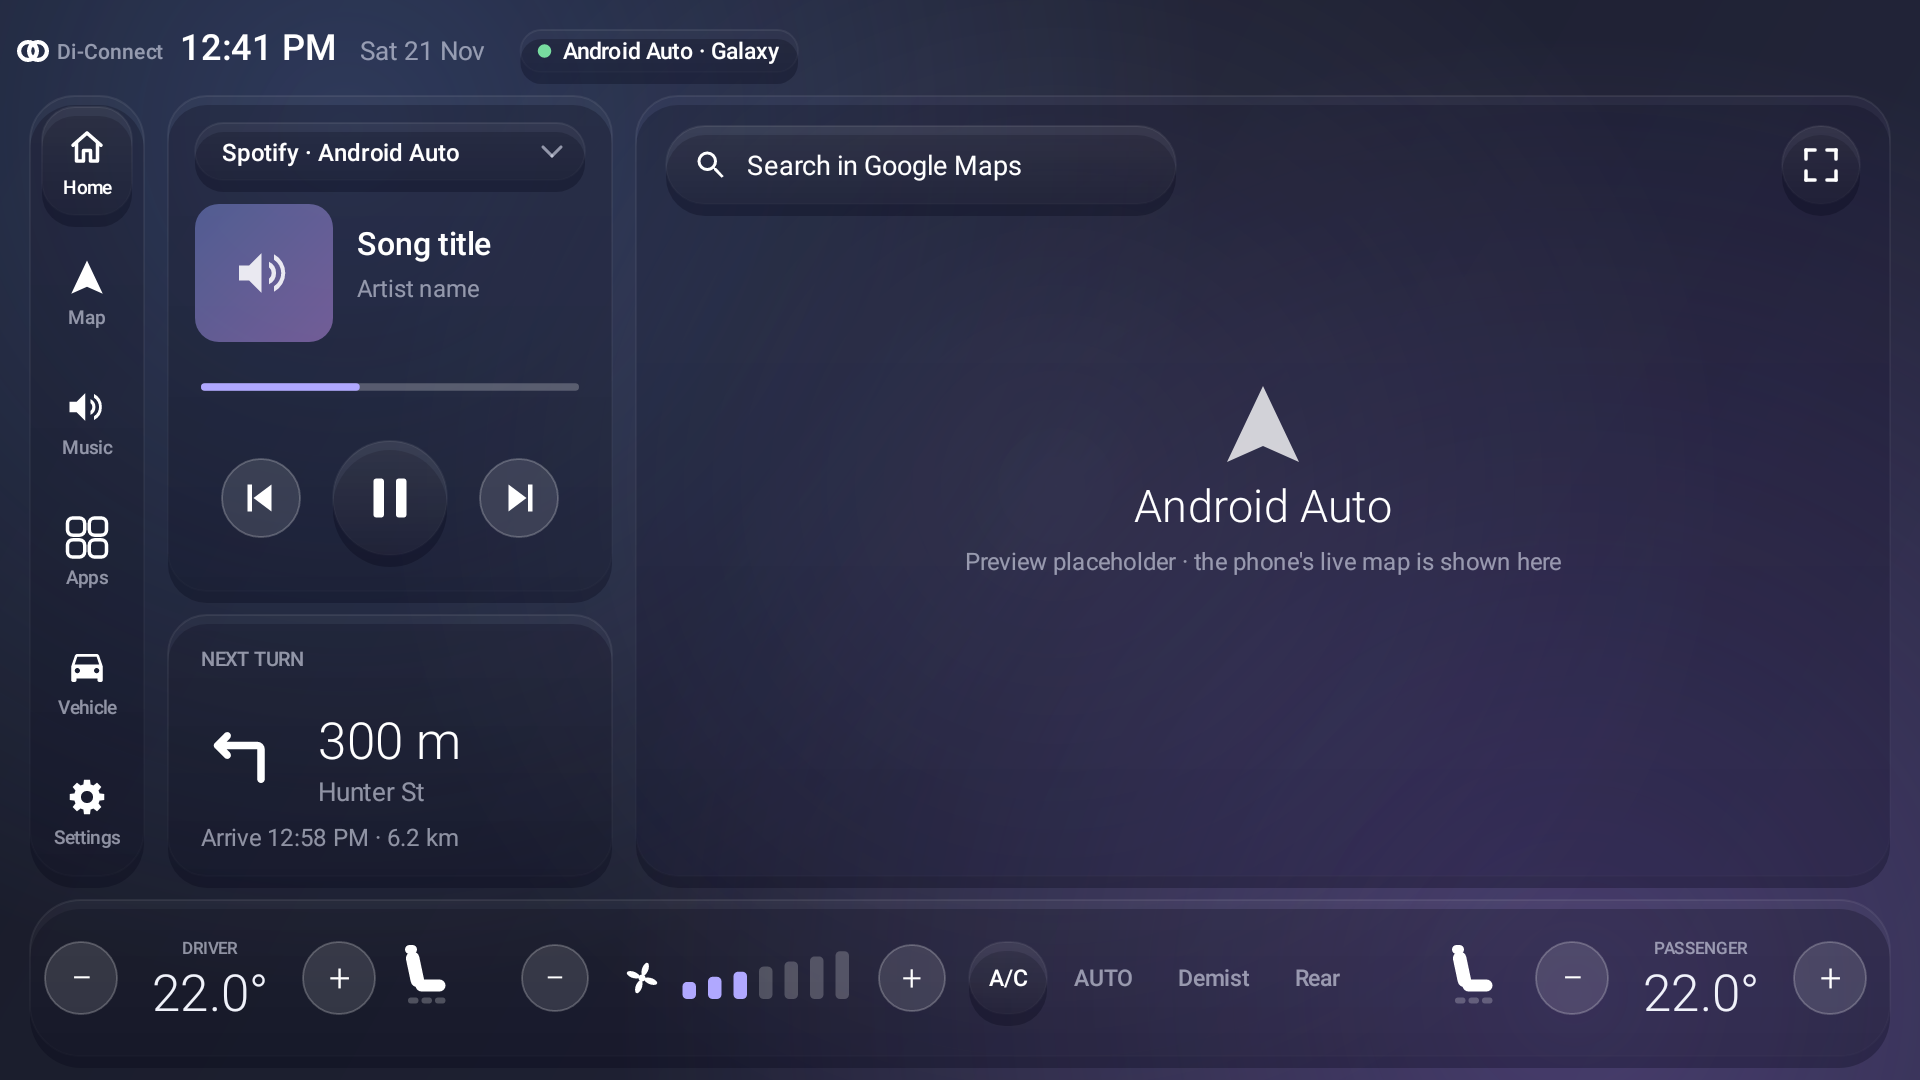 Di-Connect 12:41 PM Sat 21 Nov Android Auto · Galaxy
Home
Map
Music
Apps
Vehicle
Settings
Spotify · Android Auto
Song title
Artist name
NEXT TURN
300 m
Hunter St
Arrive 12:58 PM · 6.2 km
Search in Google Maps
Android Auto
Preview placeholder · the phone's live map is shown here
− DRIVER +
22.0°
− +
A/C AUTO Demist Rear
− PASSENGER +
22.0°